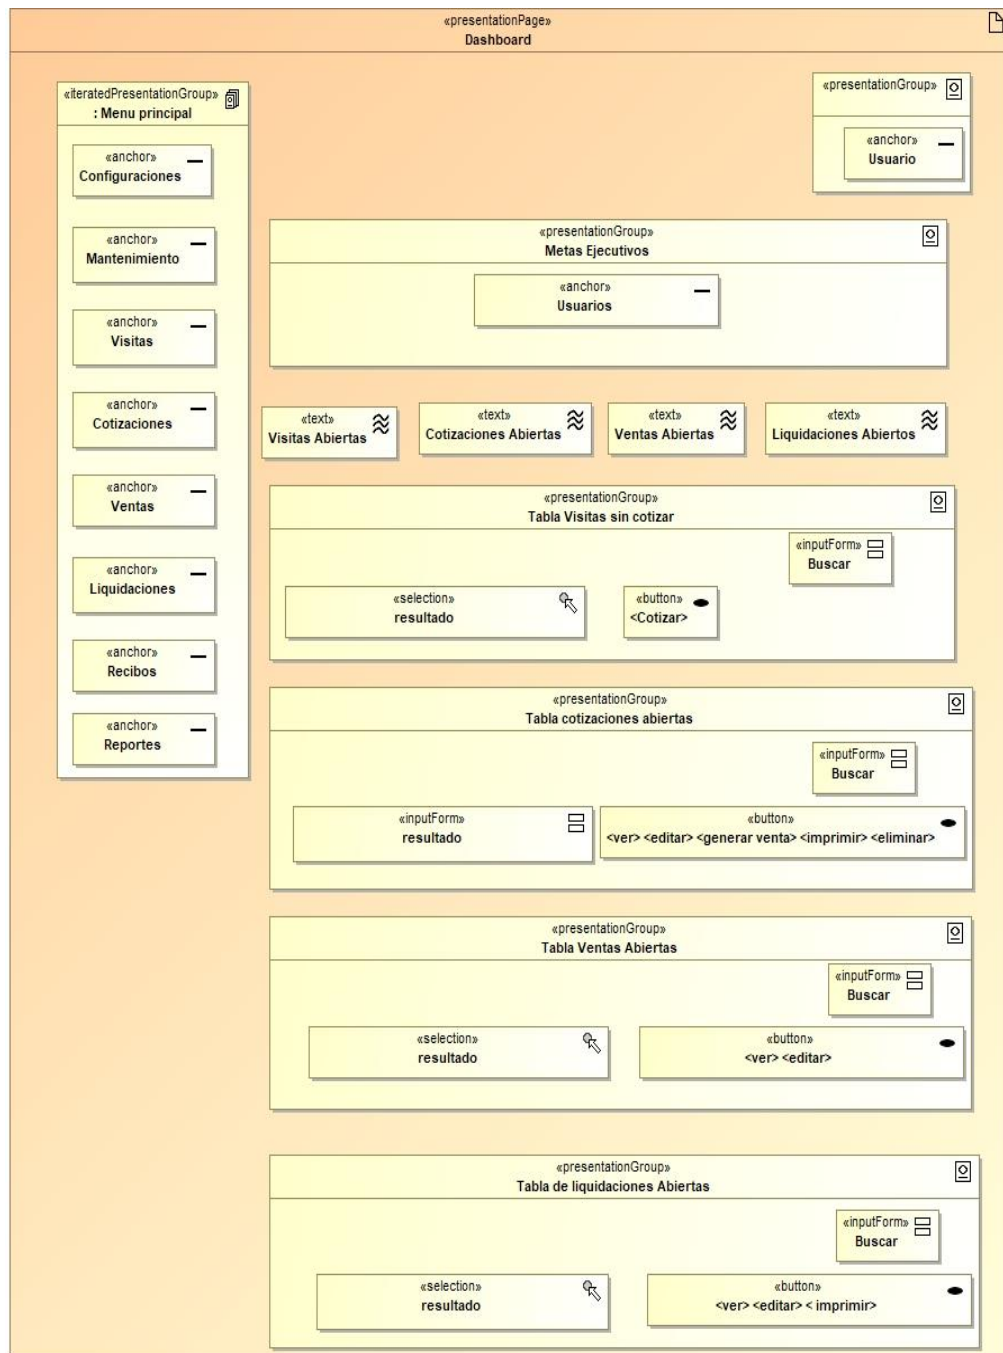 «presentationPage»
Dashboard
«iteratedPresentationGroup»
: Menu principal
«anchor»
Configuraciones
«anchor»
Mantenimiento
«anchor»
Visitas
«anchor»
Cotizaciones
«anchor»
Ventas
«anchor»
Liquidaciones
«anchor»
Recibos
«anchor»
Reportes
«presentationGroup»
«anchor»
Usuario
«presentationGroup»
Metas Ejecutivos
«anchor»
Usuarios
«text»
Visitas Abiertas
«text»
Cotizaciones Abiertas
«text»
Ventas Abiertas
«text»
Liquidaciones Abiertos
«presentationGroup»
Tabla Visitas sin cotizar
«inputForm»
Buscar
«selection»
resultado
«button»
<Cotizar>
«presentationGroup»
Tabla cotizaciones abiertas
«inputForm»
Buscar
«inputForm»
resultado
«button»
<ver> <editar> <generar venta> <imprimir> <eliminar>
«presentationGroup»
Tabla Ventas Abiertas
«inputForm»
Buscar
«selection»
resultado
«button»
<ver> <editar>
«presentationGroup»
Tabla de liquidaciones Abiertas
«inputForm»
Buscar
«selection»
resultado
«button»
<ver> <editar> < imprimir>